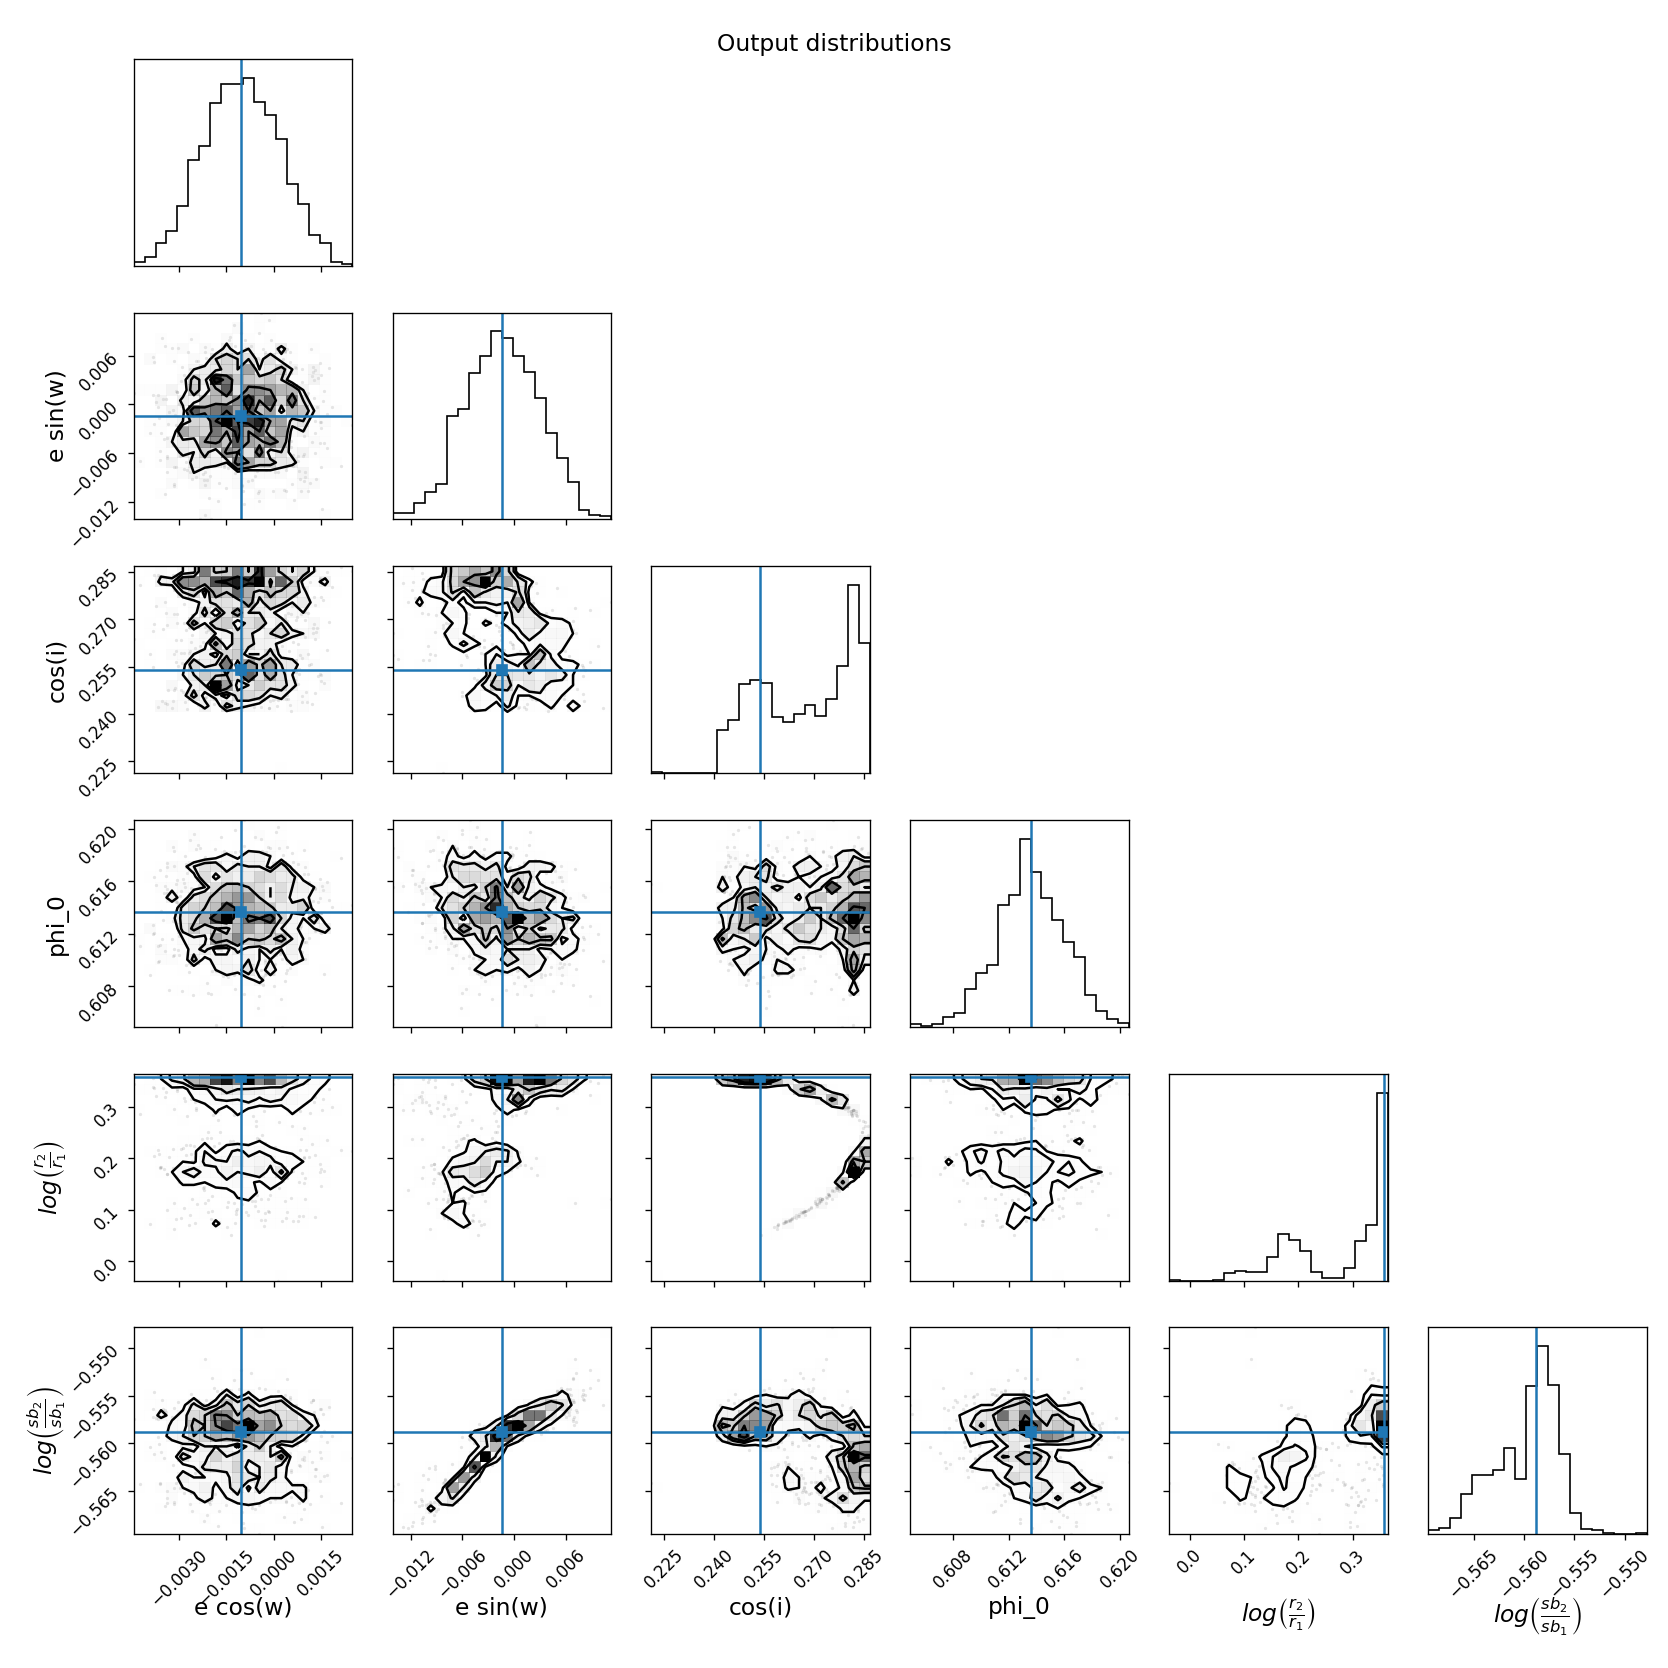 Output distributions
e sin(w)
0.006
0.000
−0.006
−0.012
cos(i)
0.285
0.270
0.255
0.240
0.225
phi_0
0.620
0.616
0.612
0.608
log(r₂/r₁)
0.3
0.2
0.1
0.0
log(sb₂/sb₁)
−0.550
−0.555
−0.560
−0.565
−0.0030 −0.0015 0.0000 0.0015
−0.012 −0.006 0.000 0.006
0.225 0.240 0.255 0.270 0.285
0.608 0.612 0.616 0.620
0.0 0.1 0.2 0.3
−0.565 −0.560 −0.555 −0.550
e cos(w) e sin(w) cos(i) phi_0 log(r₂/r₁) log(sb₂/sb₁)